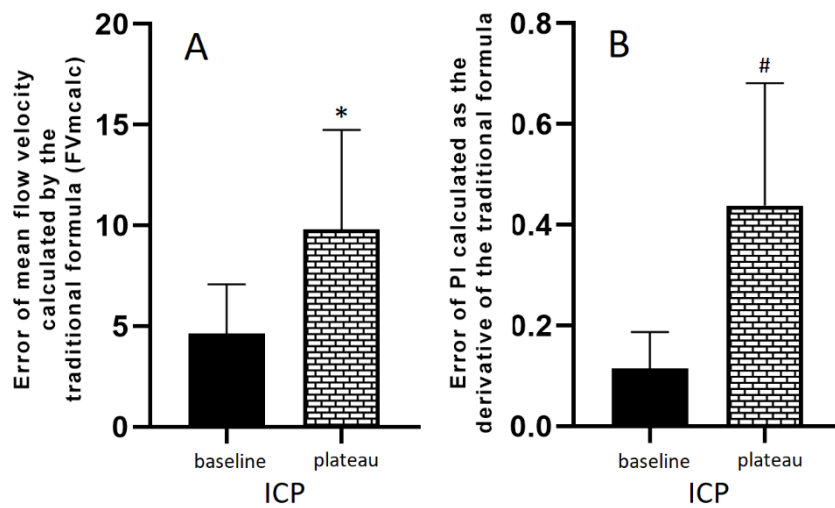 A
Error of mean flow velocity
calculated by the
traditional formula (FVmcalc)
20
15
10
5
0
*
baseline
plateau
ICP
B
Error of PI calculated as the
derivative of the traditional formula
0.8
0.6
0.4
0.2
0.0
#
baseline
plateau
ICP